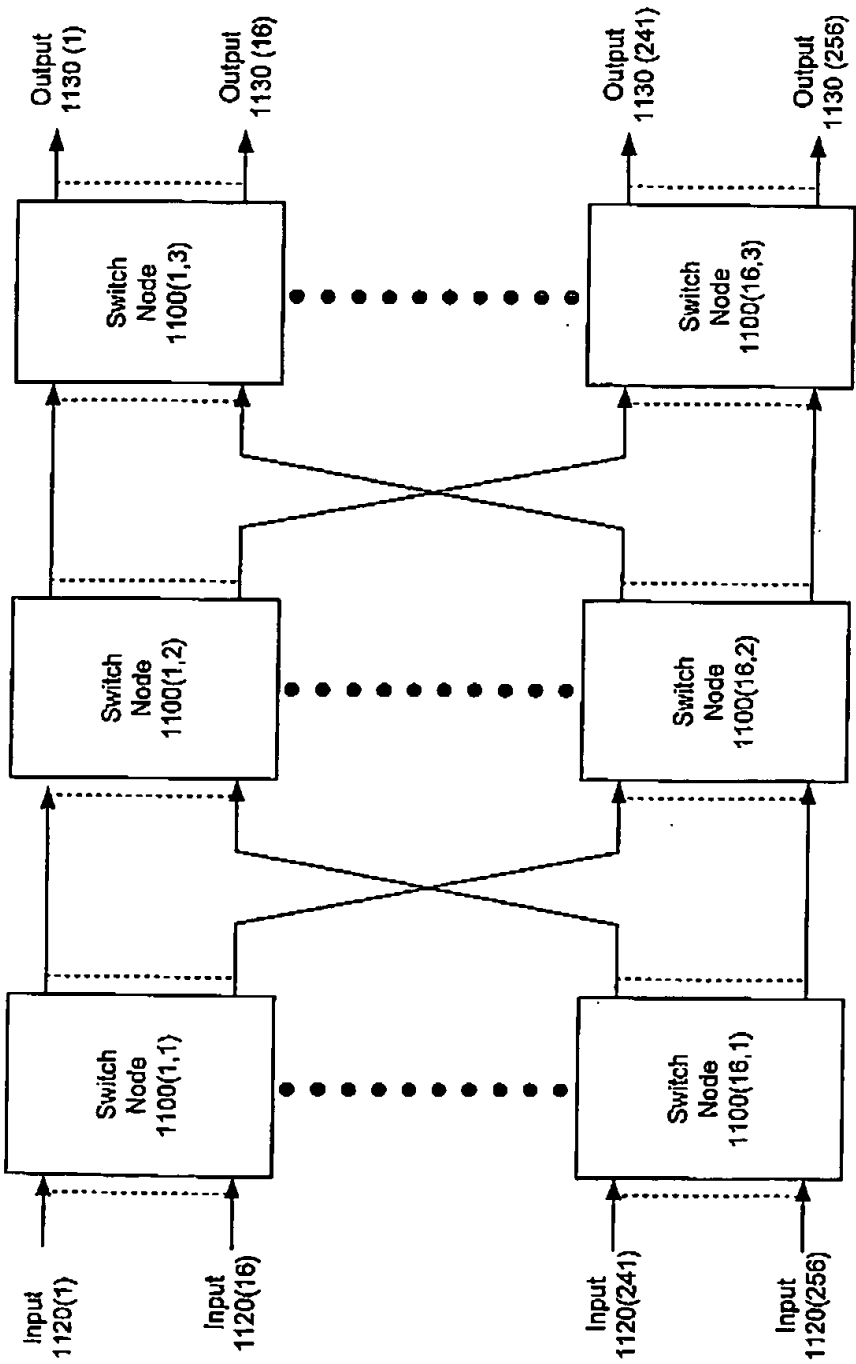 Input
1120(1)
Input
1120(16)
Switch
Node
1100(1,1)
Switch
Node
1100(1,2)
Switch
Node
1100(1,3)
Output
1130 (1)
Output
1130 (16)
Input
1120(241)
Input
1120(256)
Switch
Node
1100(16,1)
Switch
Node
1100(16,2)
Switch
Node
1100(16,3)
Output
1130 (241)
Output
1130 (256)